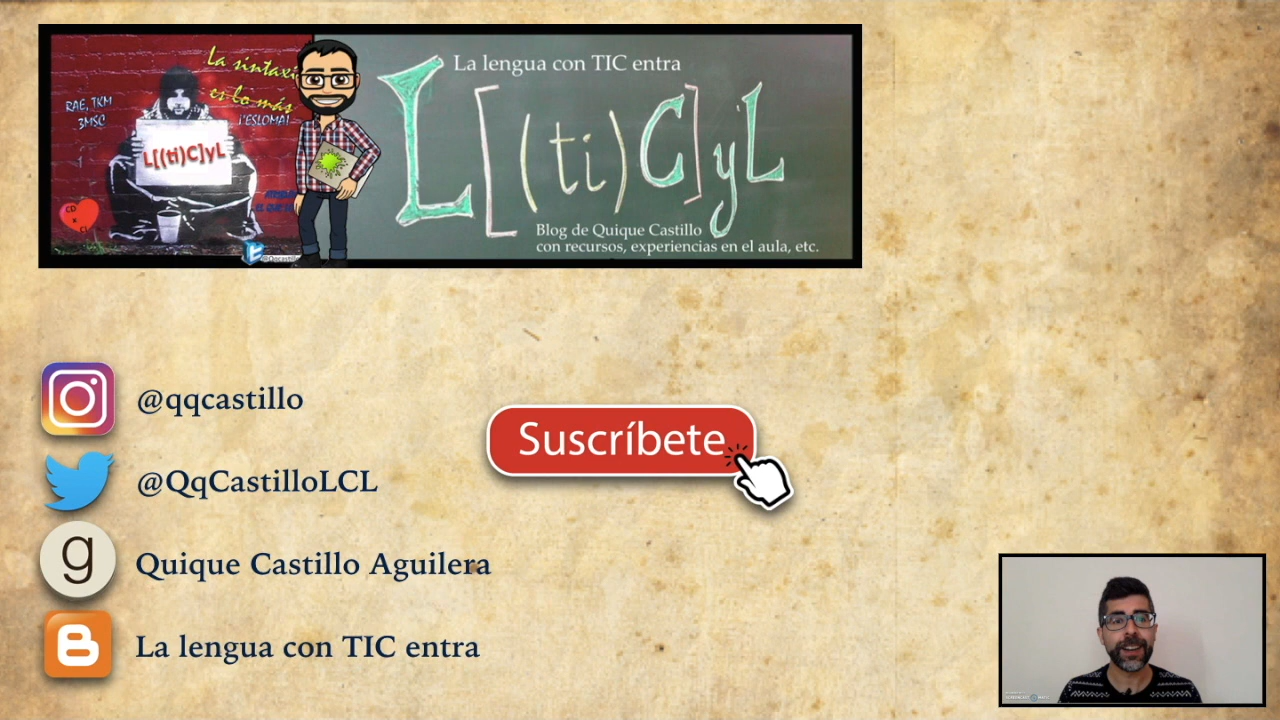 La sintaxi
es lo más
RAE, TKM
3MSC
¡'ESLOMA!
L[(ti)C]yL
La lengua con TIC entra
L[(ti)C]yL
Blog de Quique Castillo
con recursos, experiencias en el aula, etc.
@qqcastillo
Suscríbete
@QqCastilloLCL
g
Quique Castillo Aguilera
B
La lengua con TIC entra